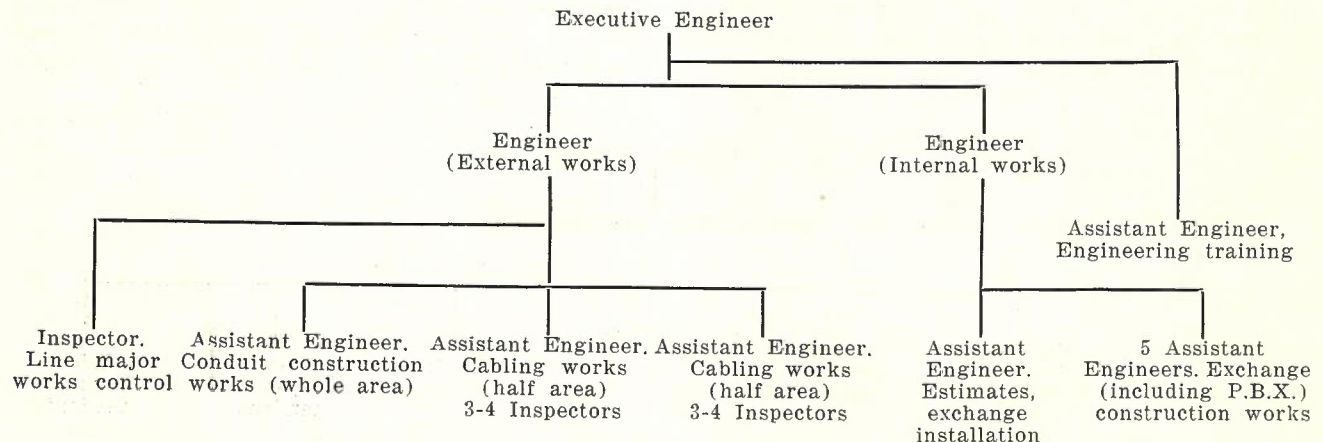 Executive Engineer
Engineer
(External works)
Engineer
(Internal works)
Assistant Engineer,
Engineering training
Inspector.
Line major
works control
Assistant Engineer.
Conduit construction
works (whole area)
Assistant Engineer.
Cabling works
(half area)
3-4 Inspectors
Assistant Engineer.
Cabling works
(half area)
3-4 Inspectors
Assistant
Engineer.
Estimates,
exchange
installation
5 Assistant
Engineers. Exchange
(including P.B.X.)
construction works